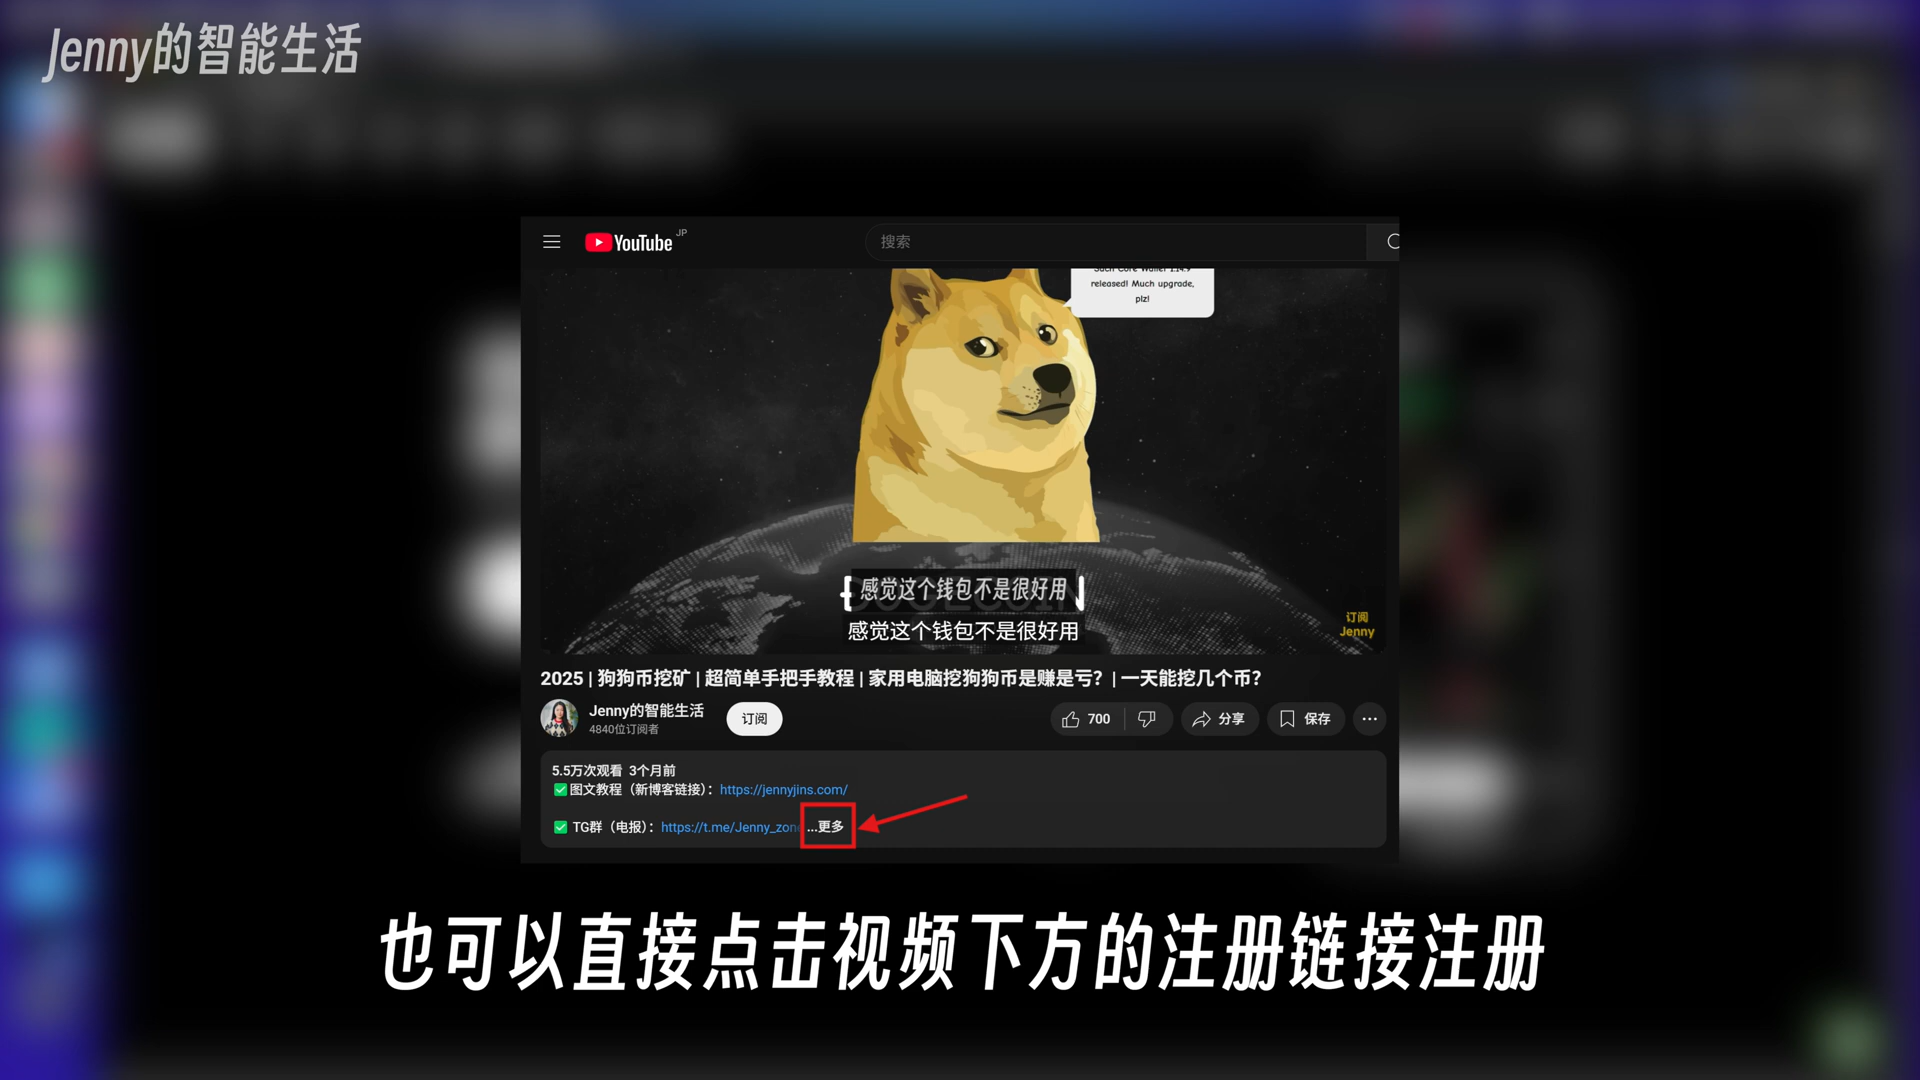 Jenny的智能生活
YouTube JP
搜索
Such Core Wallet 1.14.9
released! Much upgrade,
plz!
感觉这个钱包不是很好用
感觉这个钱包不是很好用
订阅
Jenny
2025 | 狗狗币挖矿 | 超简单手把手教程 | 家用电脑挖狗狗币是赚是亏？ | 一天能挖几个币？
Jenny的智能生活
4840位订阅者
订阅
700
分享
保存
5.5万次观看 3个月前
✅图文教程（新博客链接）：https://jennyjins.com/
✅ TG群（电报）：https://t.me/Jenny_zon
...更多
也可以直接点击视频下方的注册链接注册